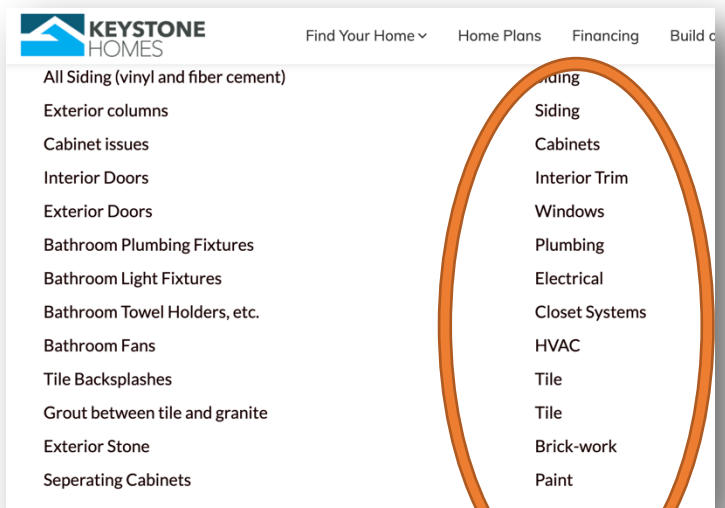 KEYSTONE
HOMES
Find Your Home Home Plans Financing Build
All Siding (vinyl and fiber cement) Siding
Exterior columns Siding
Cabinet issues Cabinets
Interior Doors Interior Trim
Exterior Doors Windows
Bathroom Plumbing Fixtures Plumbing
Bathroom Light Fixtures Electrical
Bathroom Towel Holders, etc. Closet Systems
Bathroom Fans HVAC
Tile Backsplashes Tile
Grout between tile and granite Tile
Exterior Stone Brick-work
Seperating Cabinets Paint